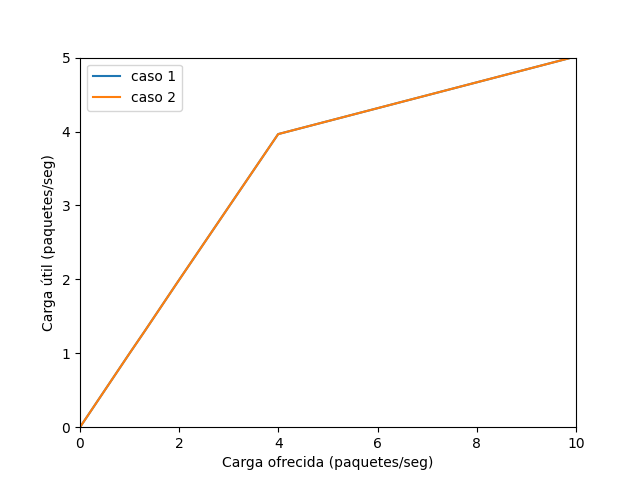 caso 1
caso 2
Carga útil (paquetes/seg)
5
4
3
2
1
0
0 2 4 6 8 10
Carga ofrecida (paquetes/seg)